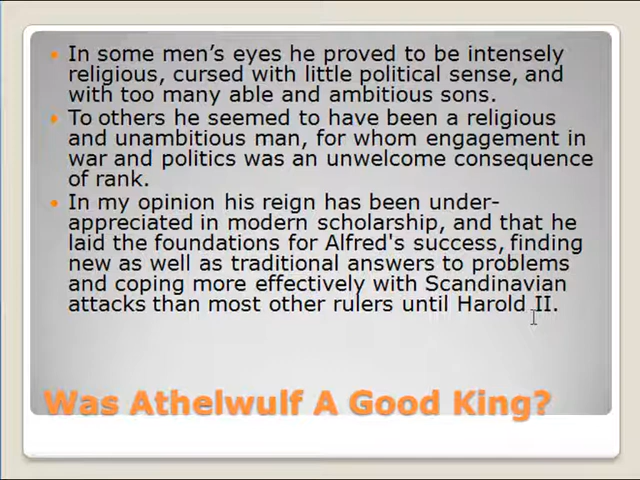 In some men's eyes he proved to be intensely
religious, cursed with little political sense, and
with too many able and ambitious sons.
To others he seemed to have been a religious
and unambitious man, for whom engagement in
war and politics was an unwelcome consequence
of rank.
In my opinion his reign has been under-
appreciated in modern scholarship, and that he
laid the foundations for Alfred's success, finding
new as well as traditional answers to problems
and coping more effectively with Scandinavian
attacks than most other rulers until Harold II.
Was Athelwulf A Good King?